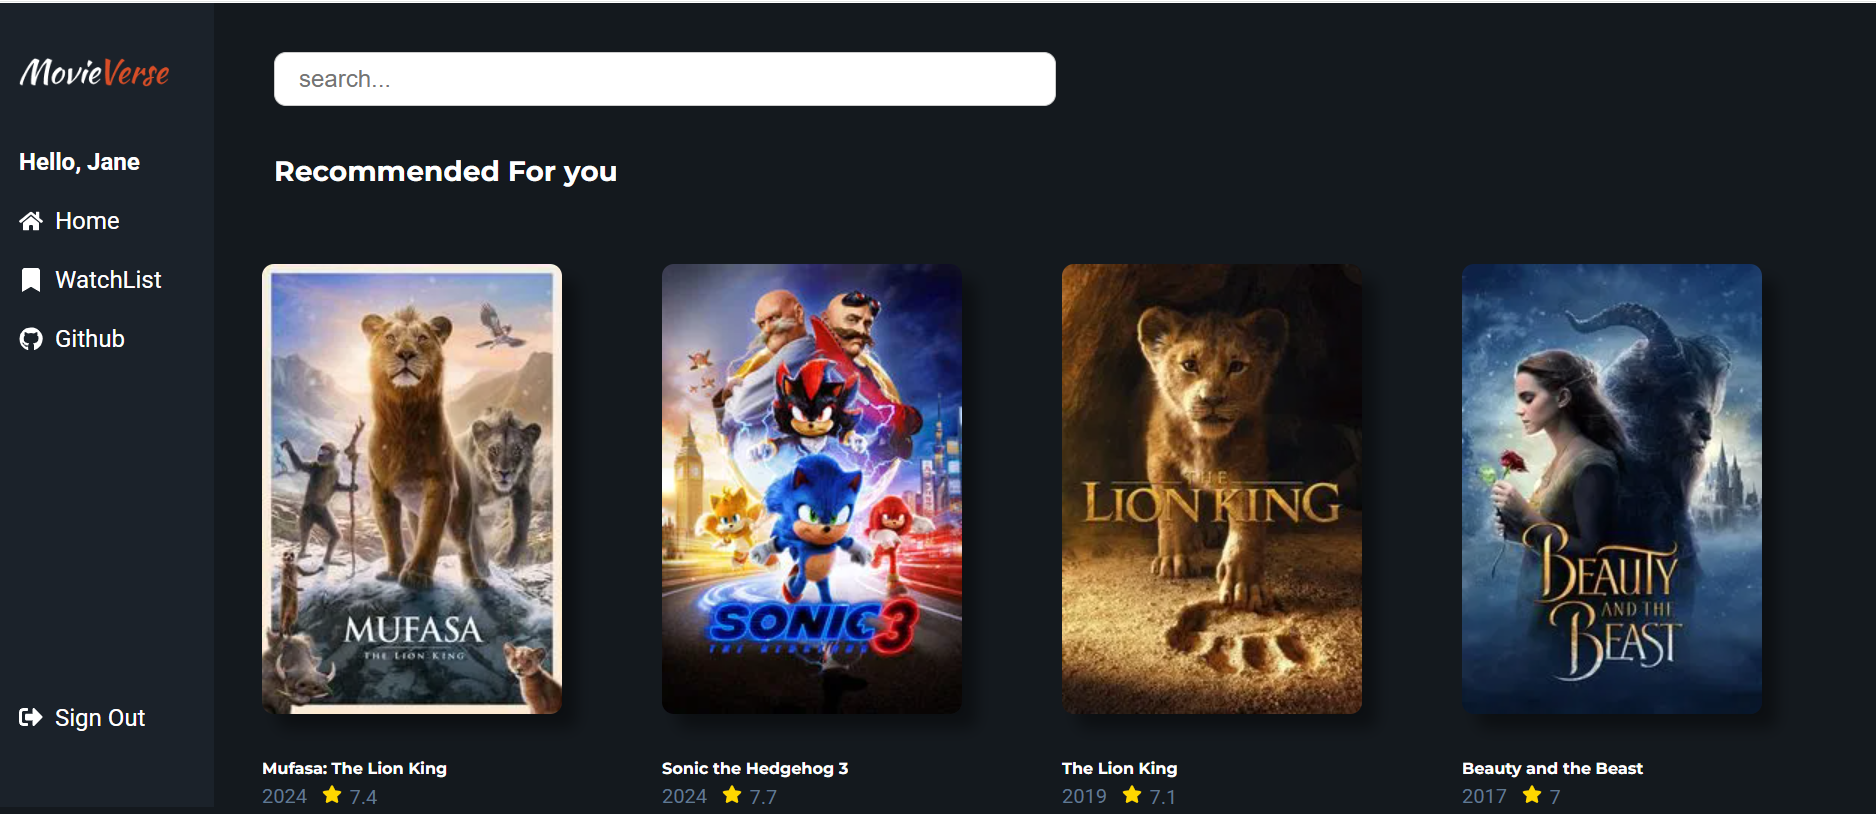 MovieVerse
Hello, Jane
Home
WatchList
Github
Sign Out
search...
Recommended For you
MUFASA
THE LION KING
SONIC 3
THE
LION KING
BEAUTY
AND THE
BEAST
Mufasa: The Lion King
2024 7.4
Sonic the Hedgehog 3
2024 7.7
The Lion King
2019 7.1
Beauty and the Beast
2017 7